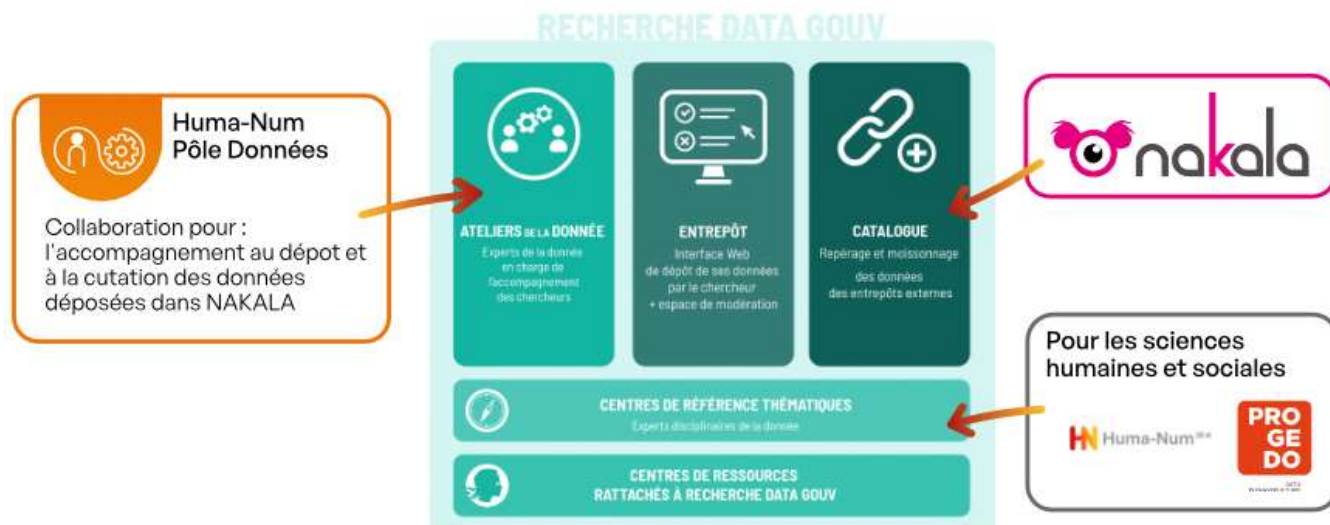 RECHERCHE DATA GOUV
Huma-Num
Pôle Données
Collaboration pour :
l'accompagnement au dépot et
à la cutation des données
déposées dans NAKALA
ATELIERS DE LA DONNÉE
Experts de la donnée
en charge de
l'accompagnement
des chercheurs
ENTREPÔT
Interface Web
de dépôt de ses données
par le chercheur
+ espace de modération
CATALOGUE
Repérage et moissonnage
des données
des entrepôts externes
nakala
Pour les sciences
humaines et sociales
HN Huma-Num
PRO
GE
DO
CENTRES DE RÉFÉRENCE THÉMATIQUES
Experts disciplinaires de la donnée
CENTRES DE RESSOURCES
RATTACHÉS À RECHERCHE DATA GOUV